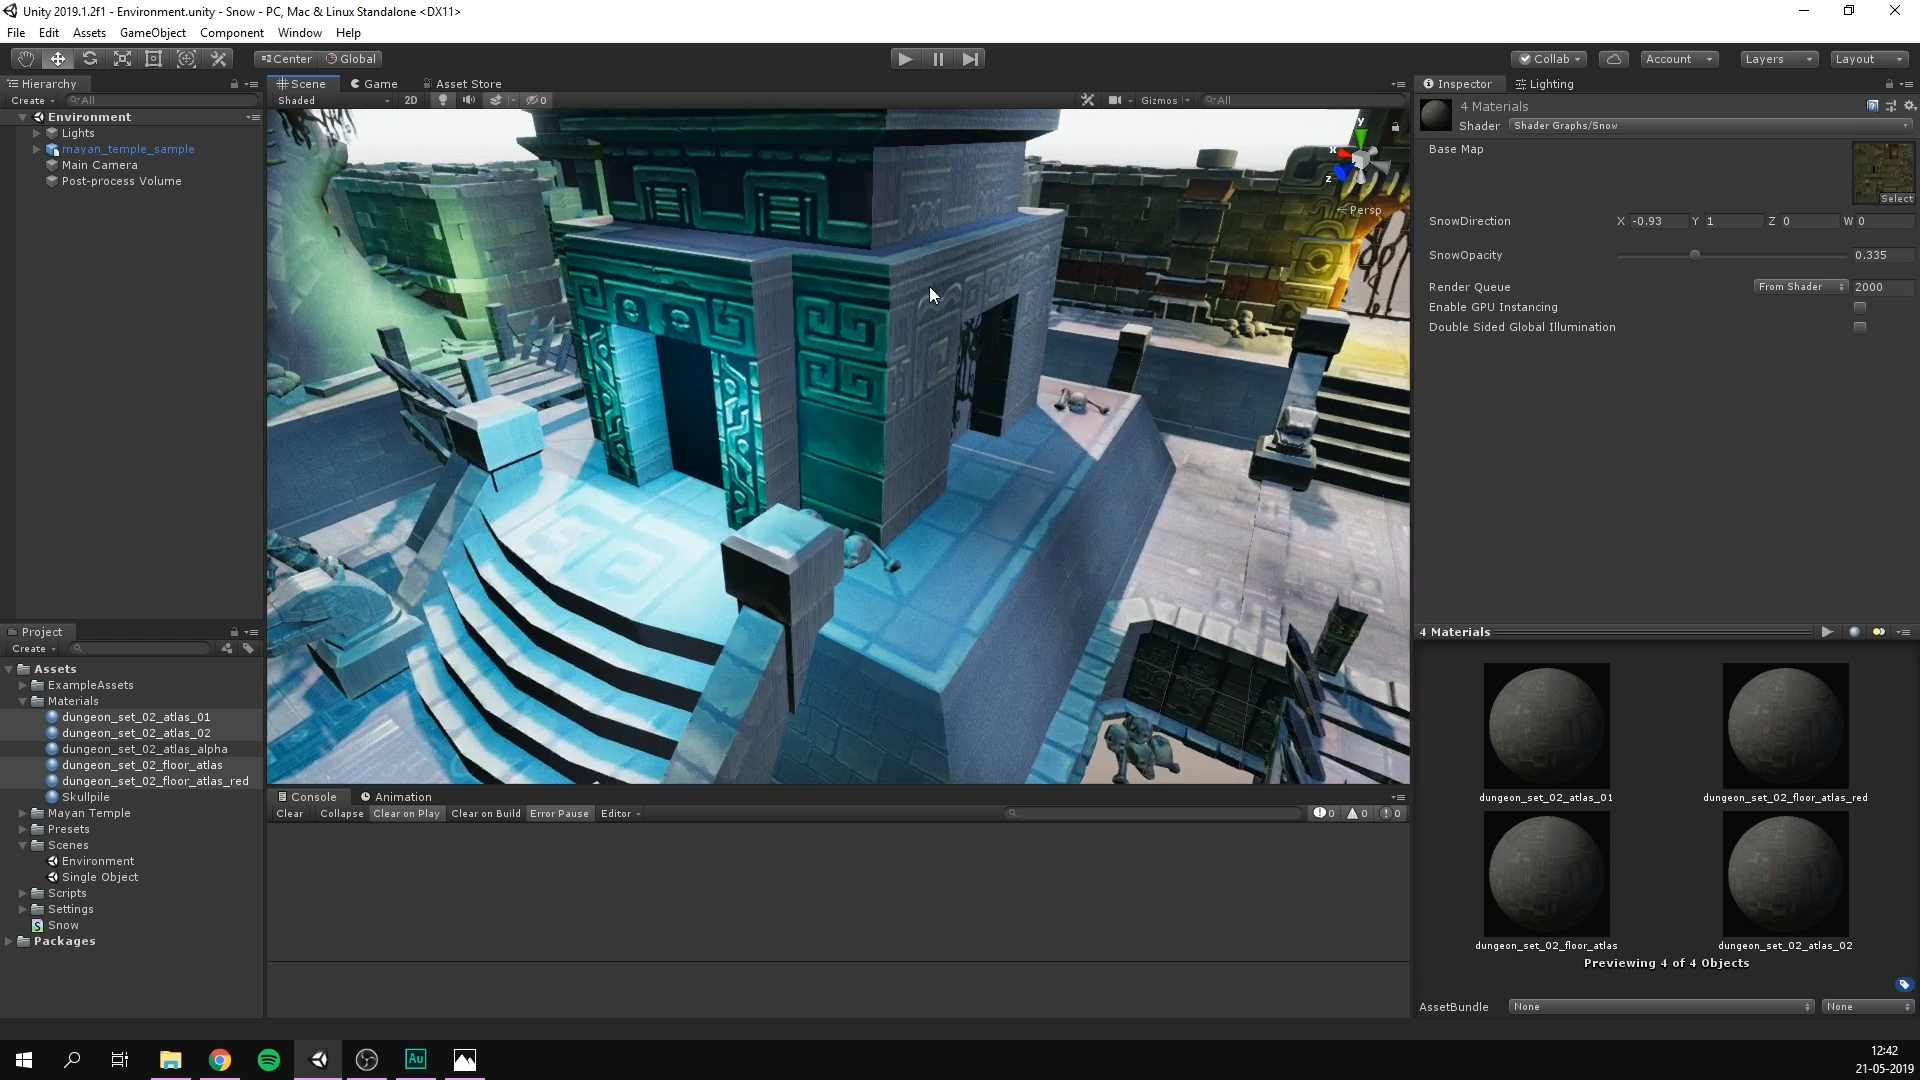 Unity 2019.1.2f1 - Environment.unity - Snow - PC, Mac & Linux Standalone <DX11>
File Edit Assets GameObject Component Window Help
Center Global
Collab Account Layers Layout
Hierarchy
Create All
Environment
Lights
mayan_temple_sample
Main Camera
Post-process Volume
Scene Game Asset Store
Shaded 2D 0 Gizmos All
y
x
z
Persp
Inspector Lighting
4 Materials
Shader Shader Graphs/Snow
Base Map
Select
SnowDirection X -0.93 Y 1 Z 0 W 0
SnowOpacity 0.335
Render Queue From Shader 2000
Enable GPU Instancing
Double Sided Global Illumination
Project
Create
Assets
ExampleAssets
Materials
dungeon_set_02_atlas_01
dungeon_set_02_atlas_02
dungeon_set_02_atlas_alpha
dungeon_set_02_floor_atlas
dungeon_set_02_floor_atlas_red
Skullpile
Mayan Temple
Presets
Scenes
Environment
Single Object
Scripts
Settings
Snow
Packages
Console Animation
Clear Collapse Clear on Play Clear on Build Error Pause Editor 0 0 0
4 Materials
dungeon_set_02_atlas_01 dungeon_set_02_floor_atlas_red
dungeon_set_02_floor_atlas dungeon_set_02_atlas_02
Previewing 4 of 4 Objects
AssetBundle None None
Au
12:42
21-05-2019